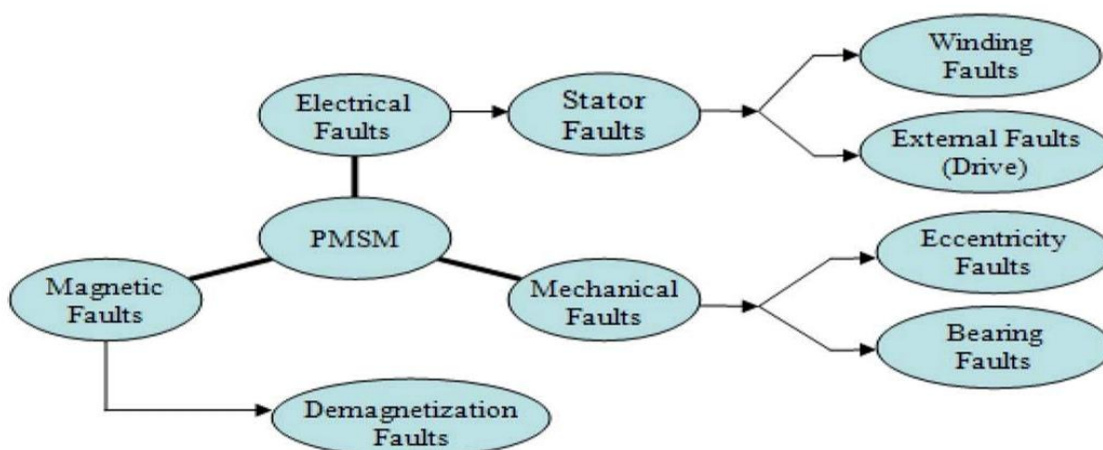 Winding
Faults
Electrical
Faults
Stator
Faults
External Faults
(Drive)
PMSM
Eccentricity
Faults
Magnetic
Faults
Mechanical
Faults
Bearing
Faults
Demagnetization
Faults